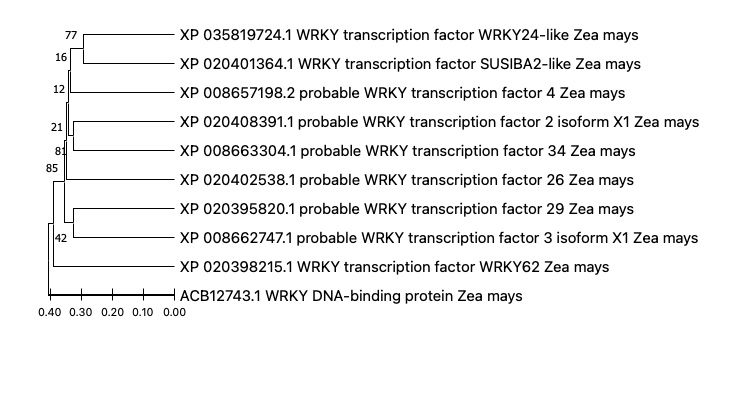 77
XP 035819724.1 WRKY transcription factor WRKY24-like Zea mays
16
XP 020401364.1 WRKY transcription factor SUSIBA2-like Zea mays
12
XP 008657198.2 probable WRKY transcription factor 4 Zea mays
21
XP 020408391.1 probable WRKY transcription factor 2 isoform X1 Zea mays
81
XP 008663304.1 probable WRKY transcription factor 34 Zea mays
85
XP 020402538.1 probable WRKY transcription factor 26 Zea mays
XP 020395820.1 probable WRKY transcription factor 29 Zea mays
42
XP 008662747.1 probable WRKY transcription factor 3 isoform X1 Zea mays
XP 020398215.1 WRKY transcription factor WRKY62 Zea mays
ACB12743.1 WRKY DNA-binding protein Zea mays
0.40 0.30 0.20 0.10 0.00